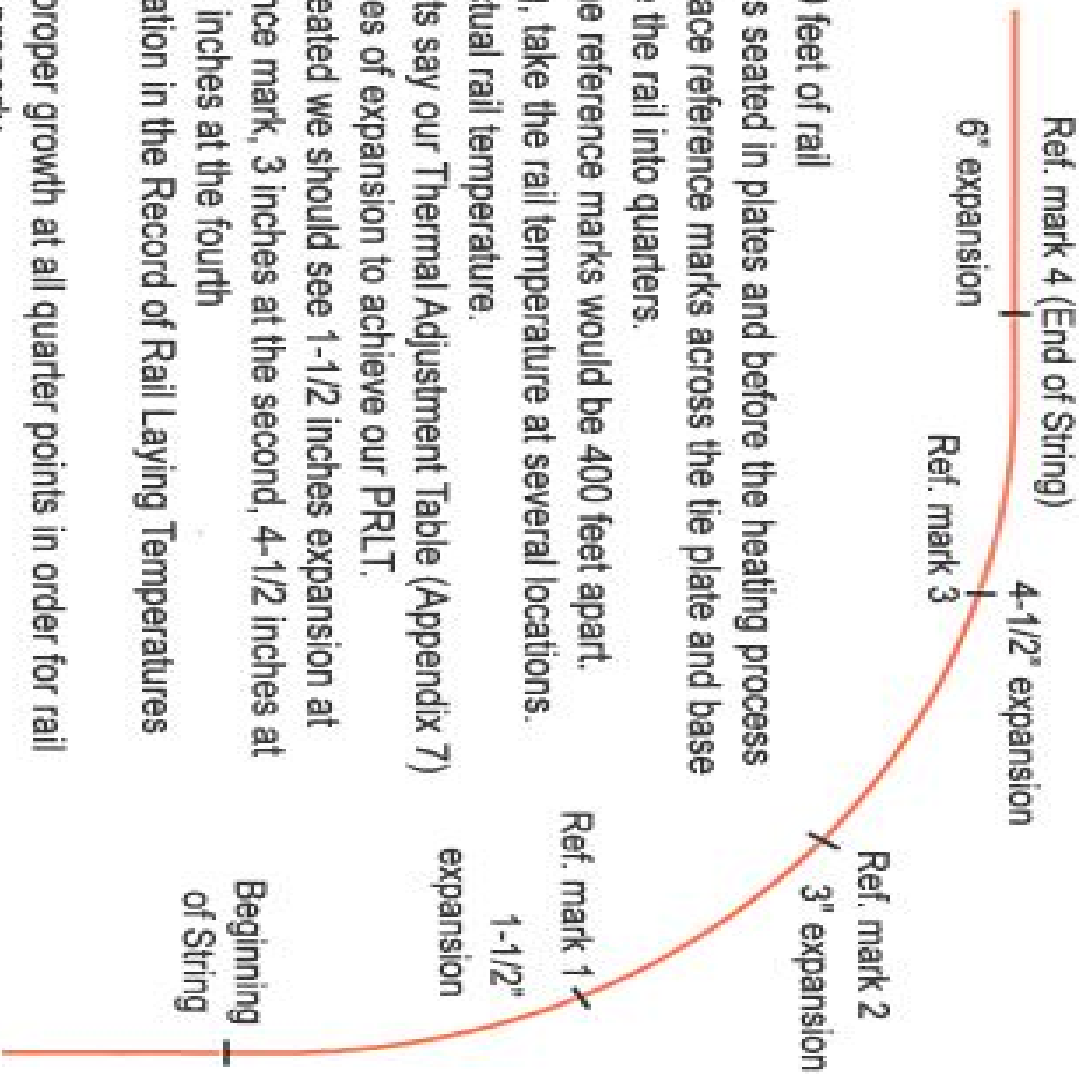 Ref. mark 4 (End of String)
6" expansion
4-1/2" expansion
Ref. mark 3
Ref. mark 2
3" expansion
feet of rail
s seated in plates and before the heating process
ace reference marks across the tie plate and base
the rail into quarters.
e reference marks would be 400 feet apart.
, take the rail temperature at several locations.
tual rail temperature.
ts say our Thermal Adjustment Table (Appendix 7)
es of expansion to achieve our PRLT.
eated we should see 1-1/2 inches expansion at
nce mark, 3 inches at the second, 4-1/2 inches at
inches at the fourth
ation in the Record of Rail Laying Temperatures
proper growth at all quarter points in order for rail
Ref. mark 1
1-1/2"
expansion
Beginning
of String